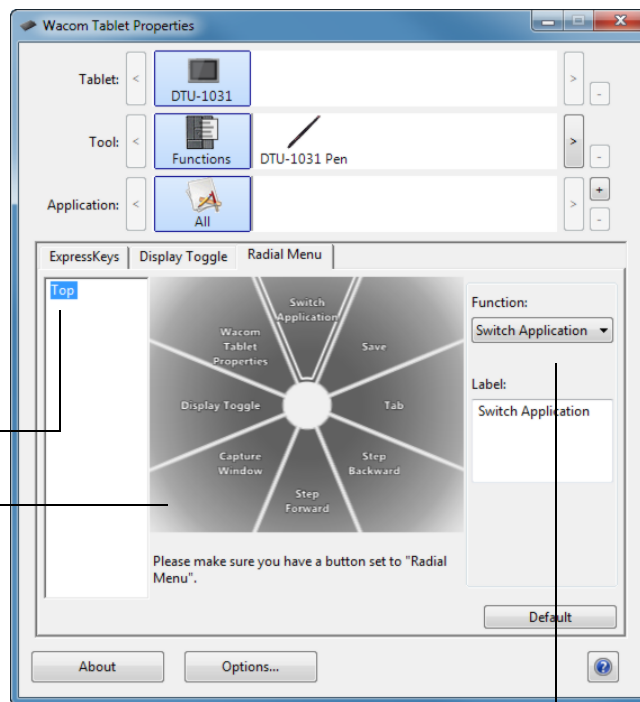 Wacom Tablet Properties
Tablet:
<
DTU-1031
>
-
Tool:
<
Functions
DTU-1031 Pen
>
-
Application:
<
All
>
+
-
ExpressKeys
Display Toggle
Radial Menu
Top
Switch
Application
Wacom
Tablet
Properties
Save
Display Toggle
Tab
Capture
Window
Step
Backward
Step
Forward
Function:
Switch Application
Label:
Switch Application
Please make sure you have a button set to "Radial
Menu".
Default
About
Options...
?